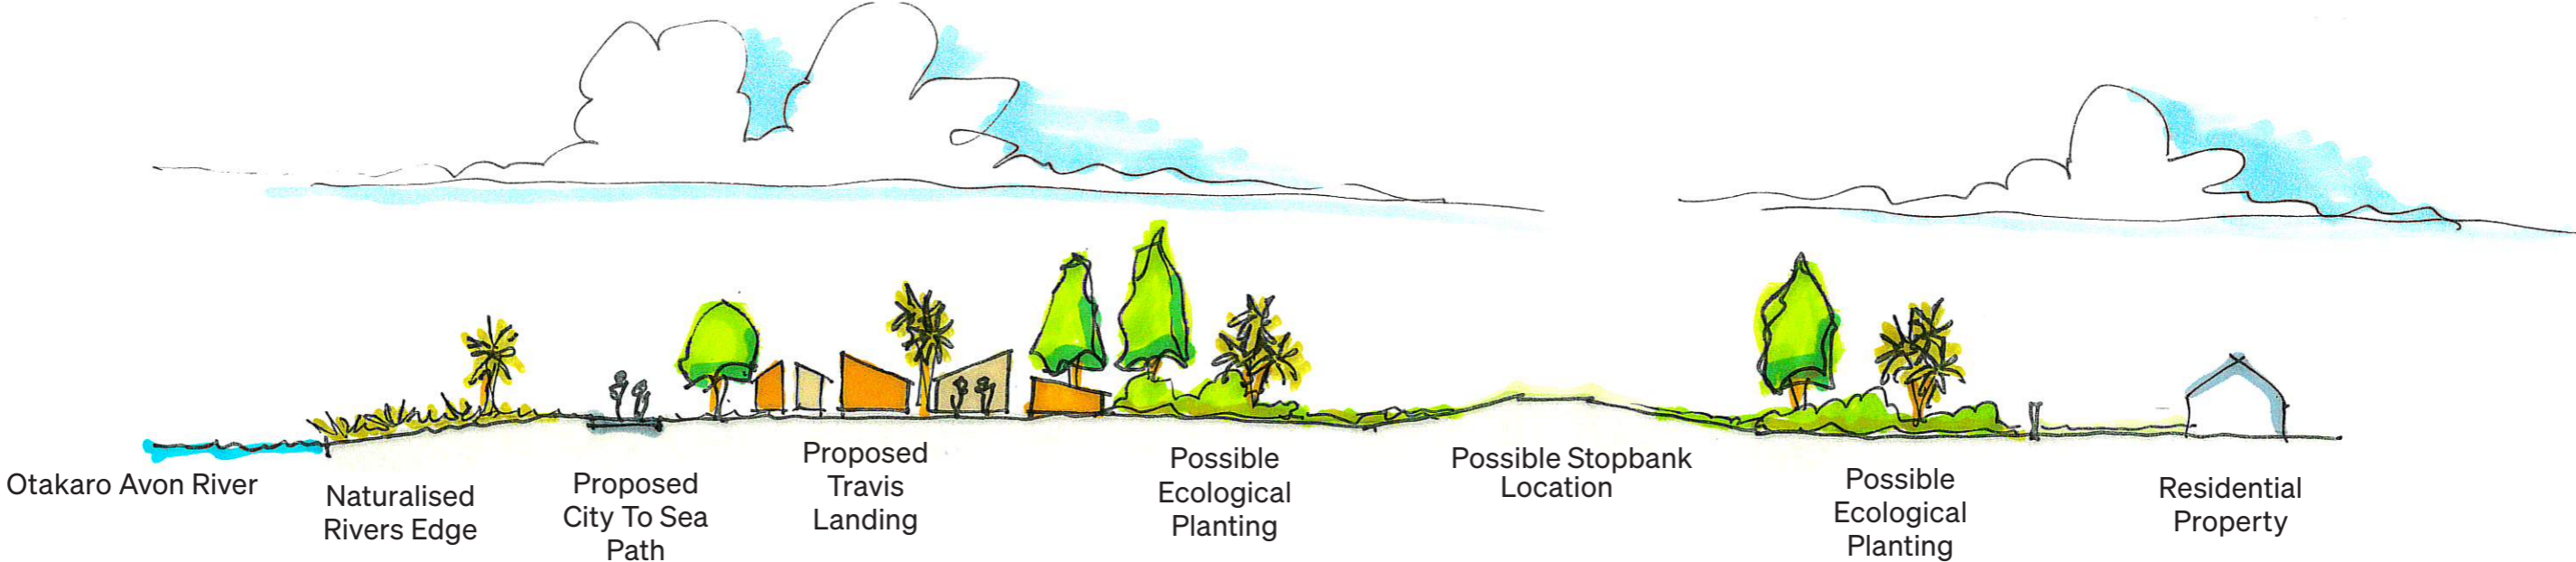 Otakaro Avon River
Naturalised
Rivers Edge
Proposed
City To Sea
Path
Proposed
Travis
Landing
Possible
Ecological
Planting
Possible Stopbank
Location
Possible
Ecological
Planting
Residential
Property